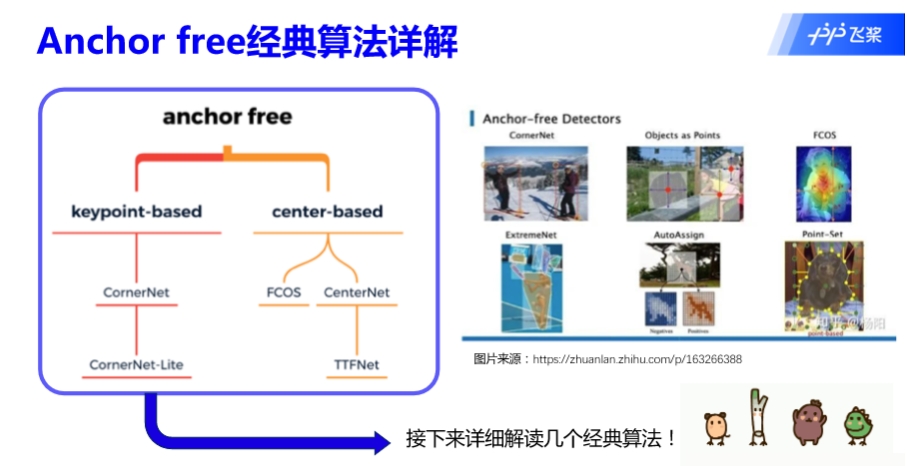 Anchor free经典算法详解
飞桨
anchor free
keypoint-based
center-based
CornerNet
FCOS
CenterNet
CornerNet-Lite
TTFNet
Anchor-free Detectors
CornerNet
Objects as Points
FCOS
ExtremeNet
AutoAssign
Point-Set
Negatives
Positives
point-based
图片来源：https://zhuanlan.zhihu.com/p/163266388
接下来详细解读几个经典算法！